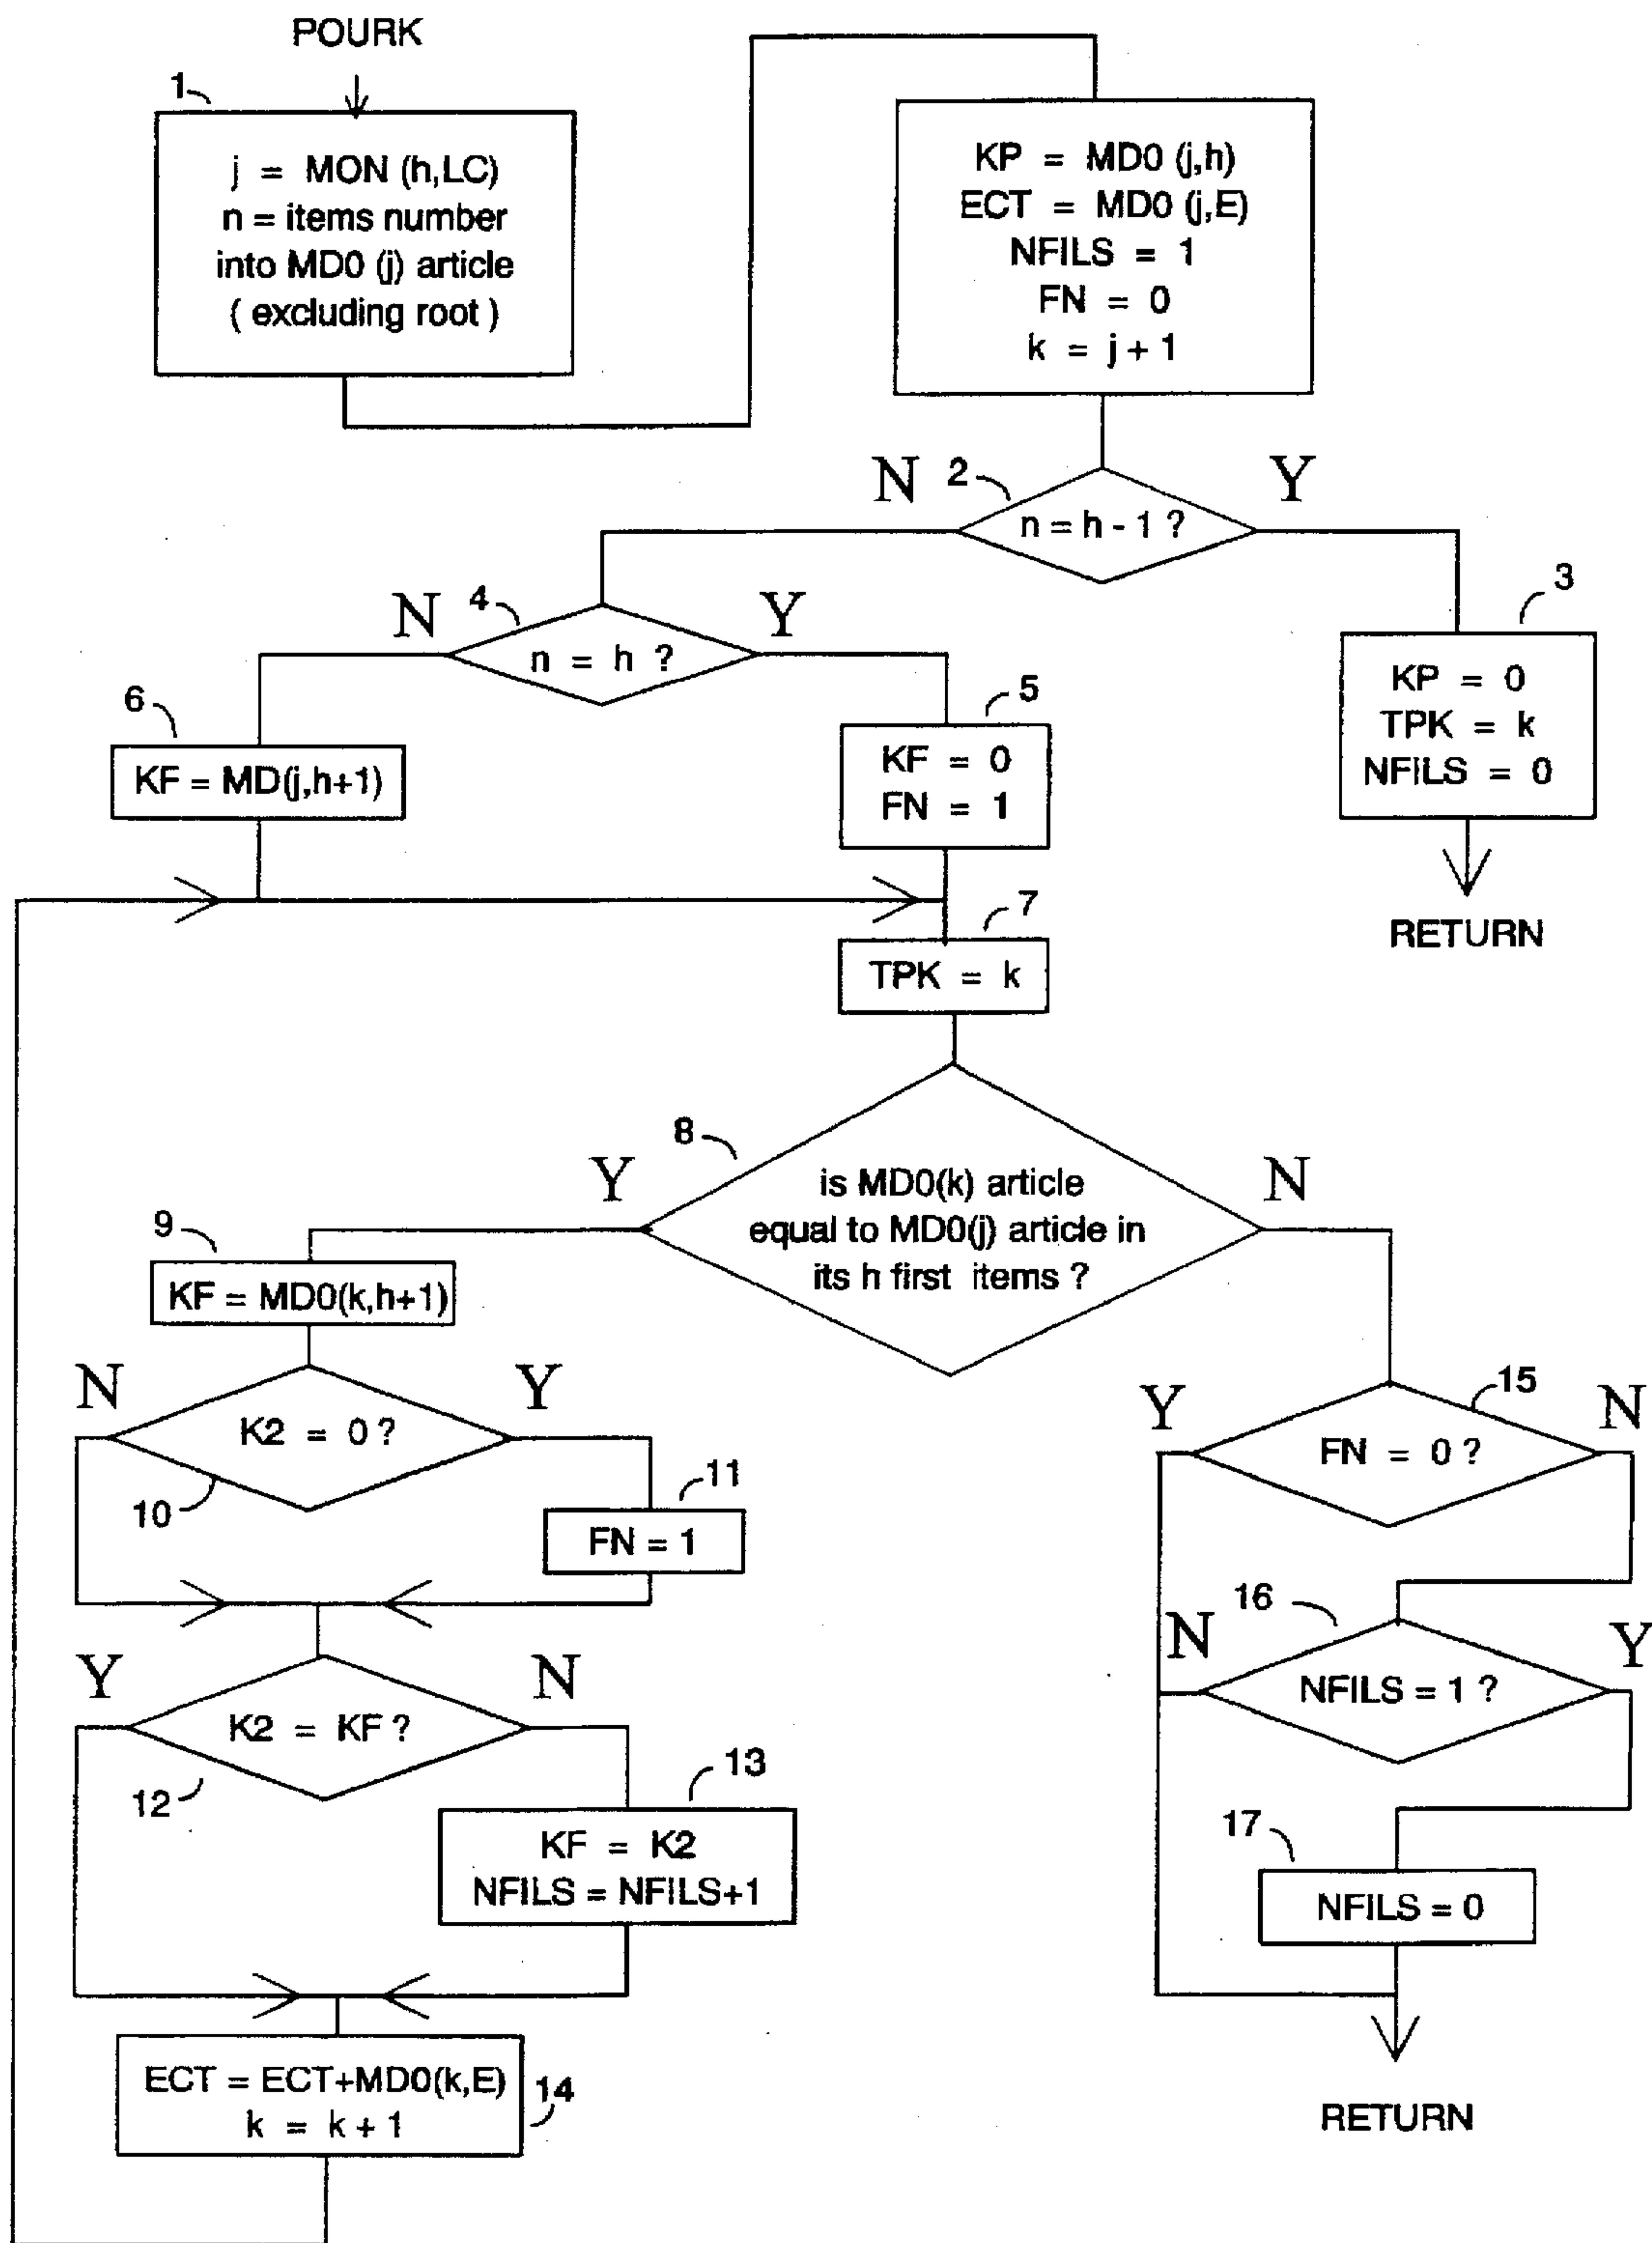 POURK
1
j = MON (h,LC)
n = items number
into MD0 (j) article
( excluding root )
KP = MD0 (j,h)
ECT = MD0 (j,E)
NFILS = 1
FN = 0
k = j + 1
N
2
Y
n = h - 1 ?
3
KP = 0
TPK = k
NFILS = 0
RETURN
N
4
Y
n = h ?
6
KF = MD(j,h+1)
5
KF = 0
FN = 1
7
TPK = k
8
Y
N
is MD0(k) article
equal to MD0(j) article in
its h first items ?
9
KF = MD0(k,h+1)
N
Y
K2 = 0 ?
10
11
FN = 1
Y
N
K2 = KF ?
12
13
KF = K2
NFILS = NFILS+1
ECT = ECT+MD0(k,E)
k = k + 1
14
15
Y
N
FN = 0 ?
16
N
Y
NFILS = 1 ?
17
NFILS = 0
RETURN